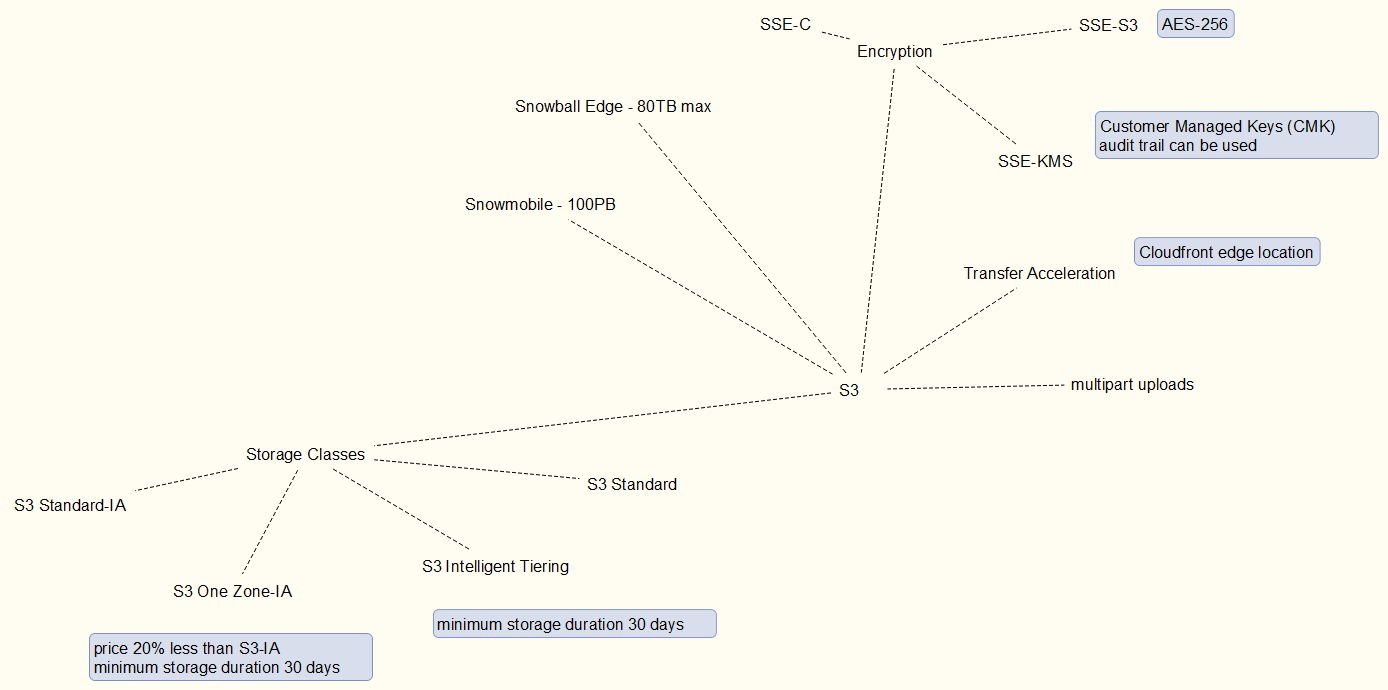 SSE-C
SSE-S3
AES-256
Encryption
Snowball Edge - 80TB max
Customer Managed Keys (CMK)
audit trail can be used
SSE-KMS
Snowmobile - 100PB
Cloudfront edge location
Transfer Acceleration
S3
multipart uploads
Storage Classes
S3 Standard
S3 Standard-IA
S3 Intelligent Tiering
S3 One Zone-IA
minimum storage duration 30 days
price 20% less than S3-IA
minimum storage duration 30 days